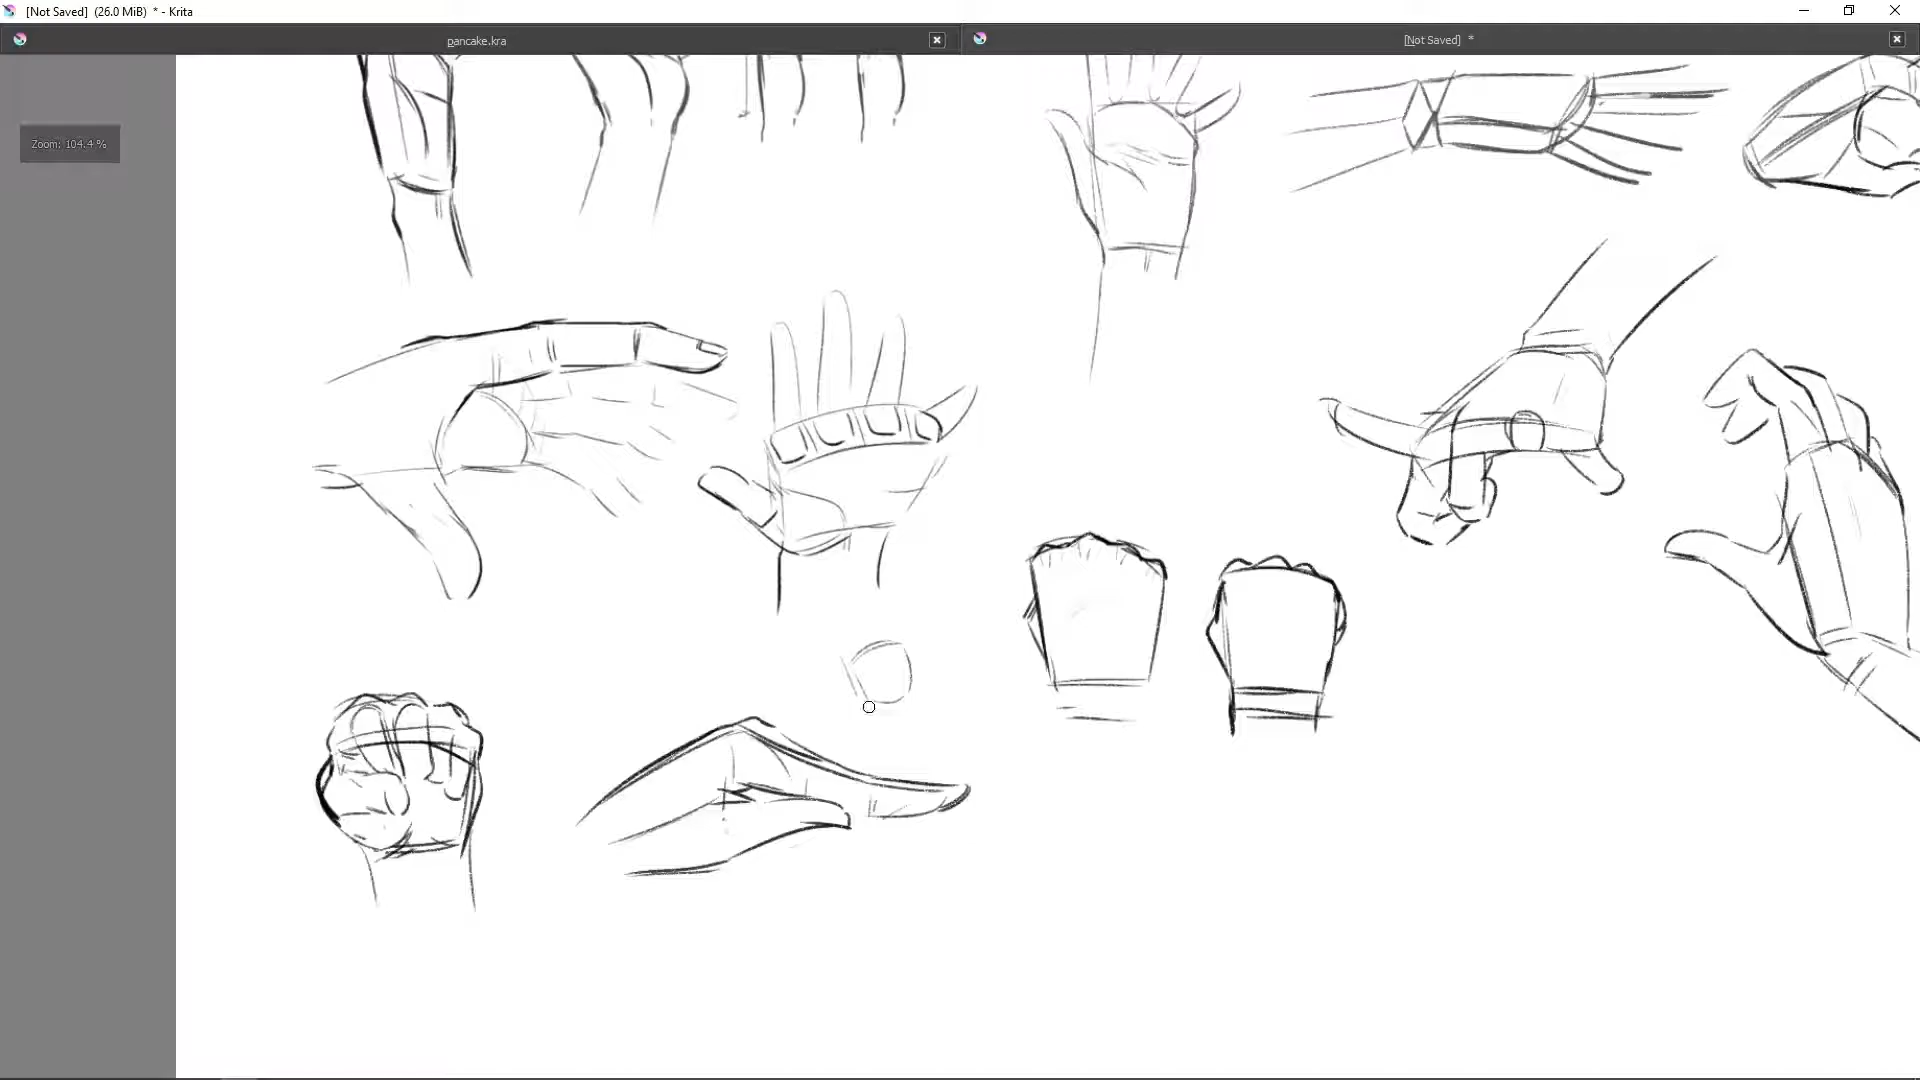 [Not Saved]  (26.0 MiB)  * - Krita
pancake.kra
[Not Saved]  *
Zoom: 104.4 %